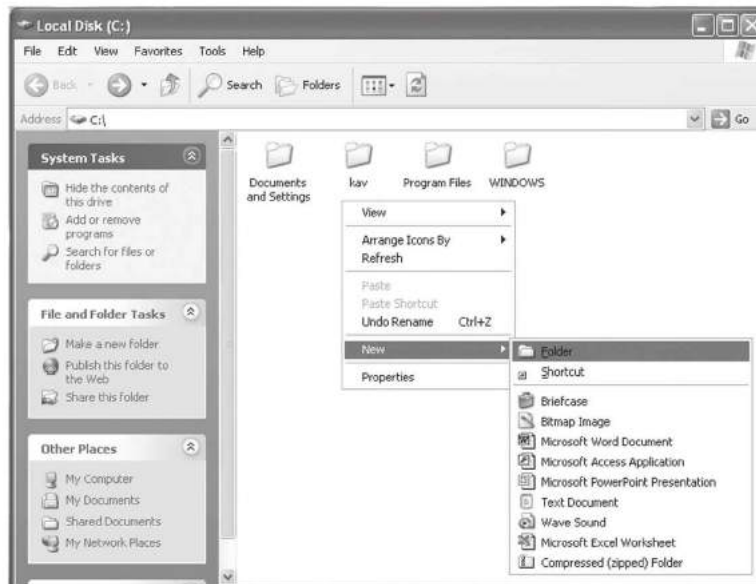 Local Disk (C:)
File Edit View Favorites Tools Help
Back Search Folders
Address C:\ Go
System Tasks
Hide the contents of
this drive
Add or remove
programs
Search for files or
folders
File and Folder Tasks
Make a new folder
Publish this folder to
the Web
Share this folder
Other Places
My Computer
My Documents
Shared Documents
My Network Places
Documents
and Settings
kav
Program Files
WINDOWS
View
Arrange Icons By
Refresh
Paste
Paste Shortcut
Undo Rename Ctrl+Z
New
Properties
Folder
Shortcut
Briefcase
Bitmap Image
Microsoft Word Document
Microsoft Access Application
Microsoft PowerPoint Presentation
Text Document
Wave Sound
Microsoft Excel Worksheet
Compressed (zipped) Folder